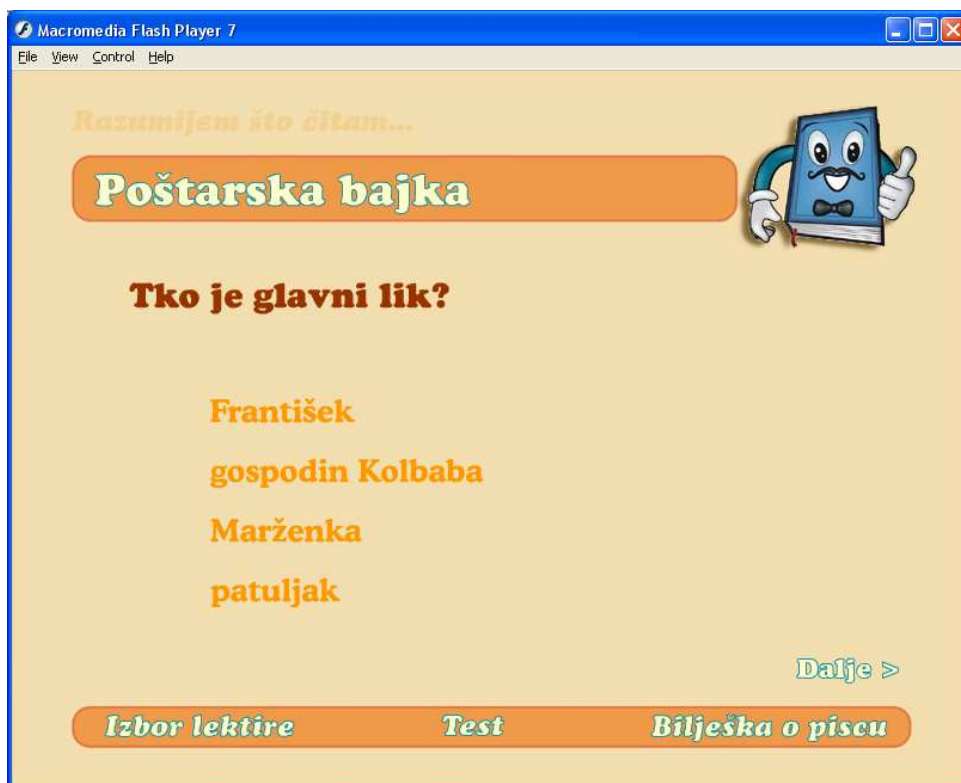 Macromedia Flash Player 7
File View Control Help
Razumijem što čitam...
Poštarska bajka
Tko je glavni lik?
František
gospodin Kolbaba
Marženka
patuljak
Dalje >
Izbor lektire Test Bilješka o piscu